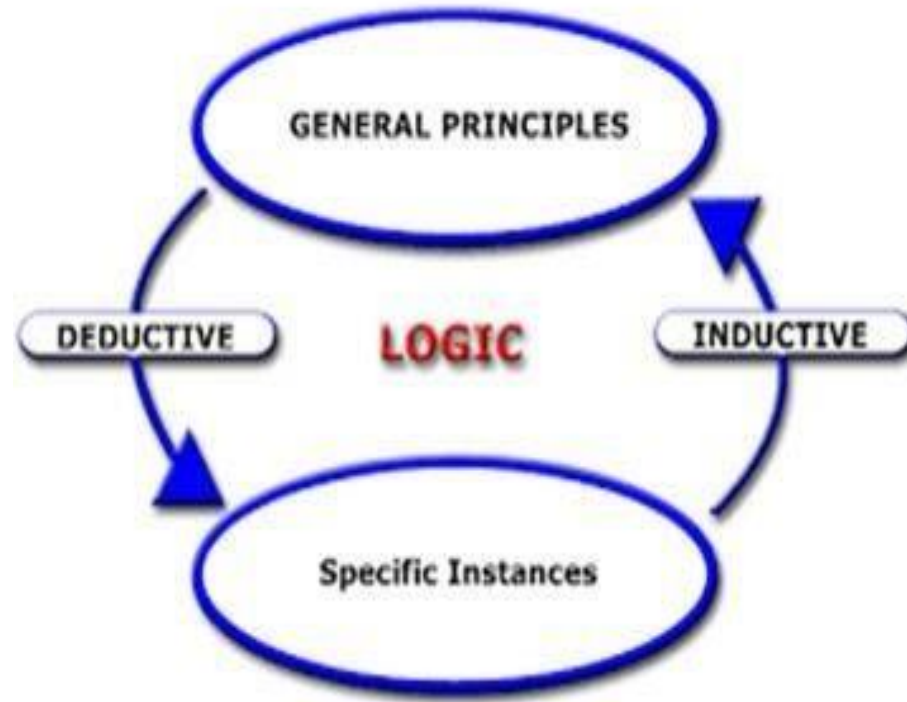 GENERAL PRINCIPLES
DEDUCTIVE
LOGIC
INDUCTIVE
Specific Instances